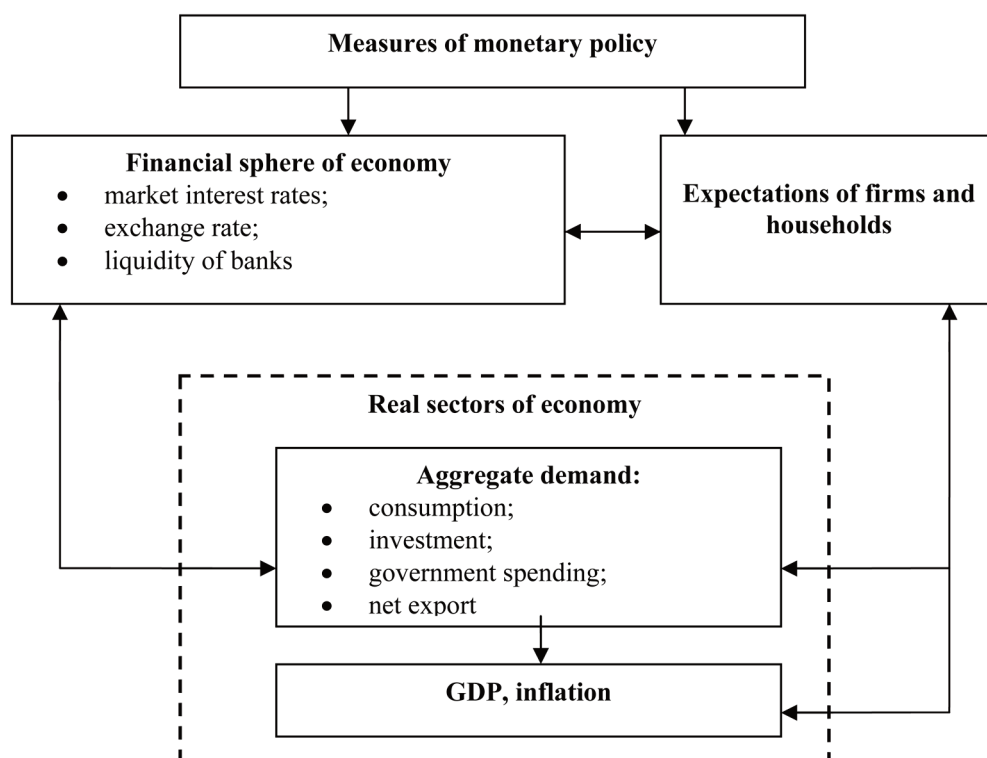 Measures of monetary policy
Financial sphere of economy
• market interest rates;
• exchange rate;
• liquidity of banks
Expectations of firms and
households
Real sectors of economy
Aggregate demand:
• consumption;
• investment;
• government spending;
• net export
GDP, inflation